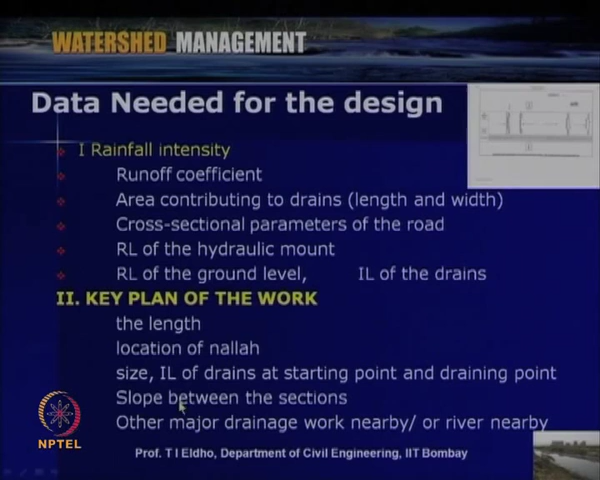 WATERSHED MANAGEMENT
Data Needed for the design
I Rainfall intensity
Runoff coefficient
Area contributing to drains (length and width)
Cross-sectional parameters of the road
RL of the hydraulic mount
RL of the ground level, IL of the drains
II. KEY PLAN OF THE WORK
the length
location of nallah
size, IL of drains at starting point and draining point
Slope between the sections
Other major drainage work nearby/ or river nearby
NPTEL
Prof. T I Eldho, Department of Civil Engineering, IIT Bombay